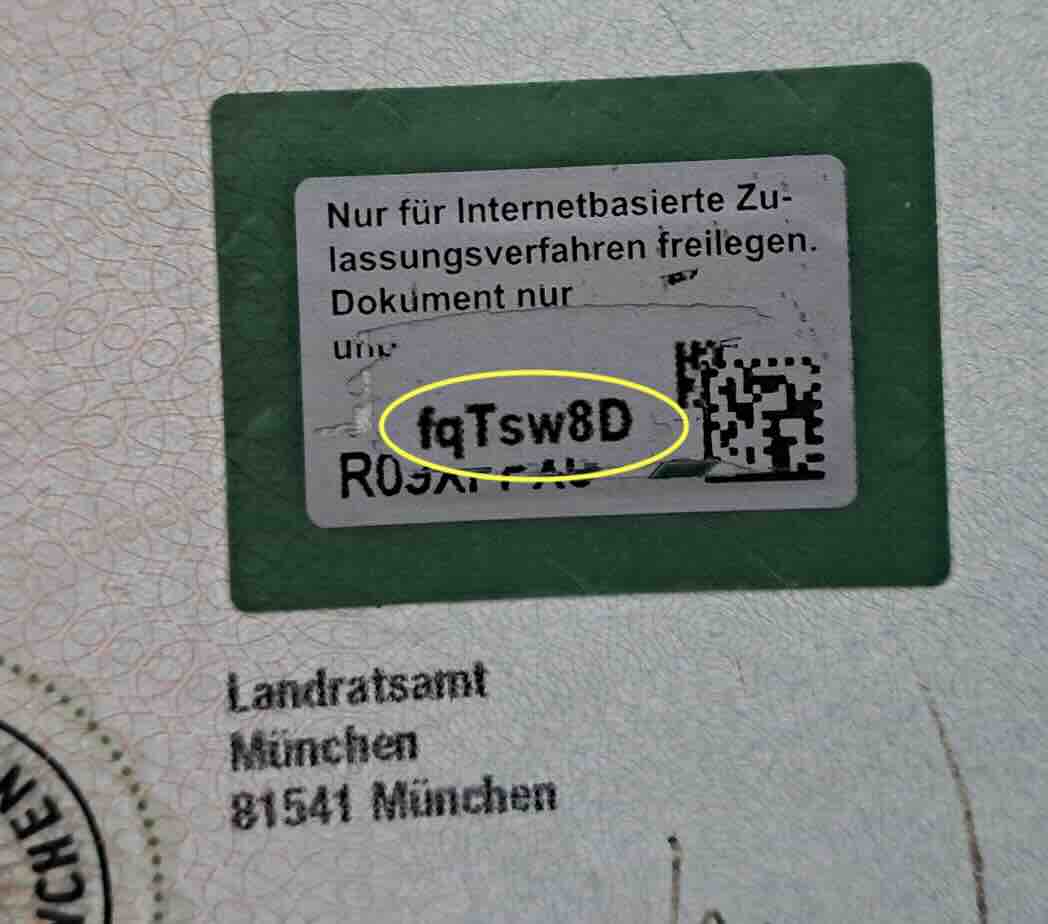 Nur für Internetbasierte Zu-
lassungsverfahren freilegen.
Dokument nur
fqTsw8D
Landratsamt
München
81541 München